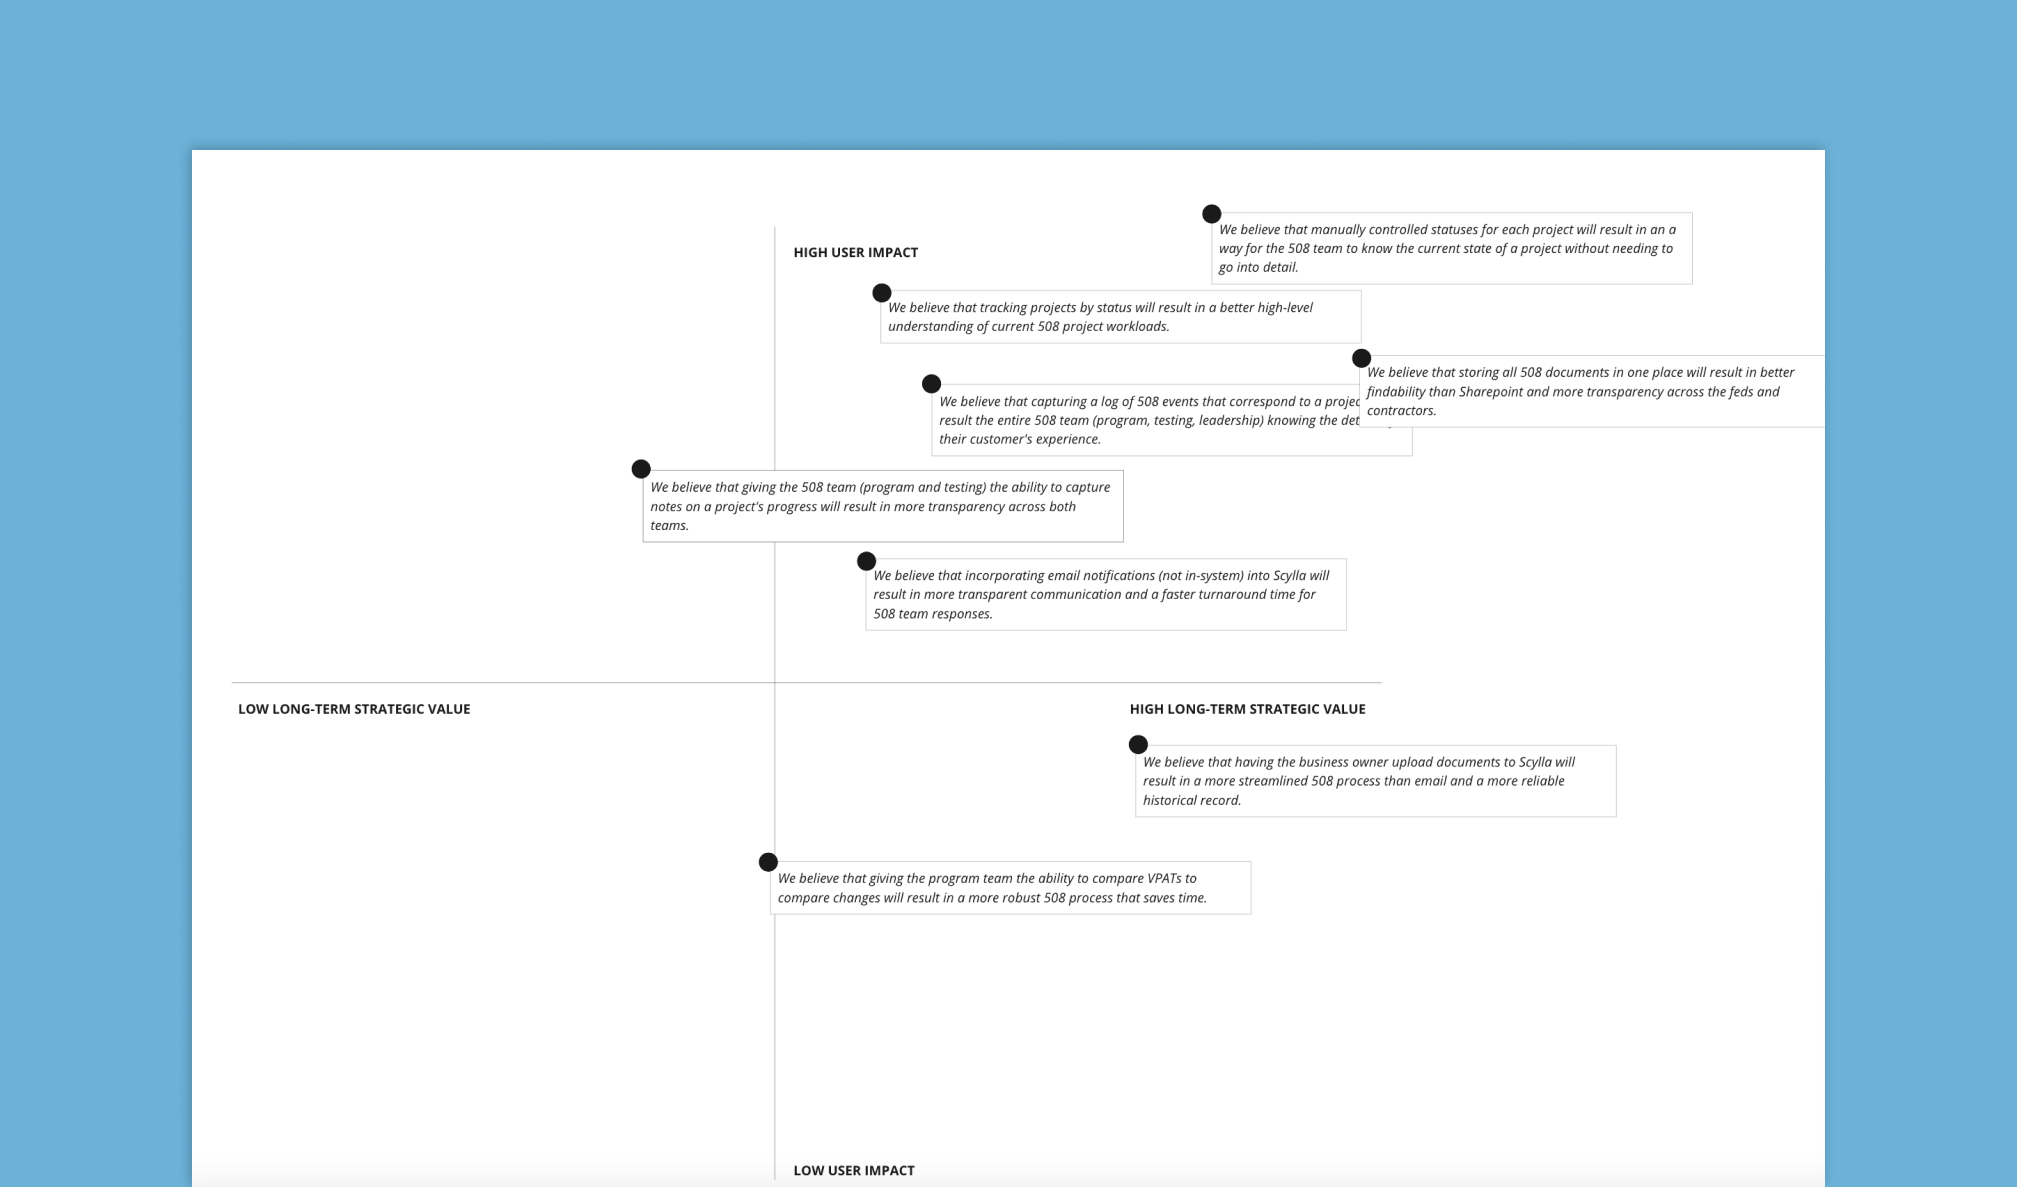 We believe that manually controlled statuses for each project will result in an a
way for the 508 team to know the current state of a project without needing to
go into detail.
HIGH USER IMPACT
We believe that tracking projects by status will result in a better high-level
understanding of current 508 project workloads.
We believe that storing all 508 documents in one place will result in better
findability than Sharepoint and more transparency across the feds and
contractors.
We believe that capturing a log of 508 events that correspond to a
result the entire 508 team (program, testing, leadership) knowing the
their customer's experience.
We believe that giving the 508 team (program and testing) the ability to capture
notes on a project's progress will result in more transparency across both
teams.
We believe that incorporating email notifications (not in-system) into Scylla will
result in more transparent communication and a faster turnaround time for
508 team responses.
LOW LONG-TERM STRATEGIC VALUE
HIGH LONG-TERM STRATEGIC VALUE
We believe that having the business owner upload documents to Scylla will
result in a more streamlined 508 process than email and a more reliable
historical record.
We believe that giving the program team the ability to compare VPATs to
compare changes will result in a more robust 508 process that saves time.
LOW USER IMPACT